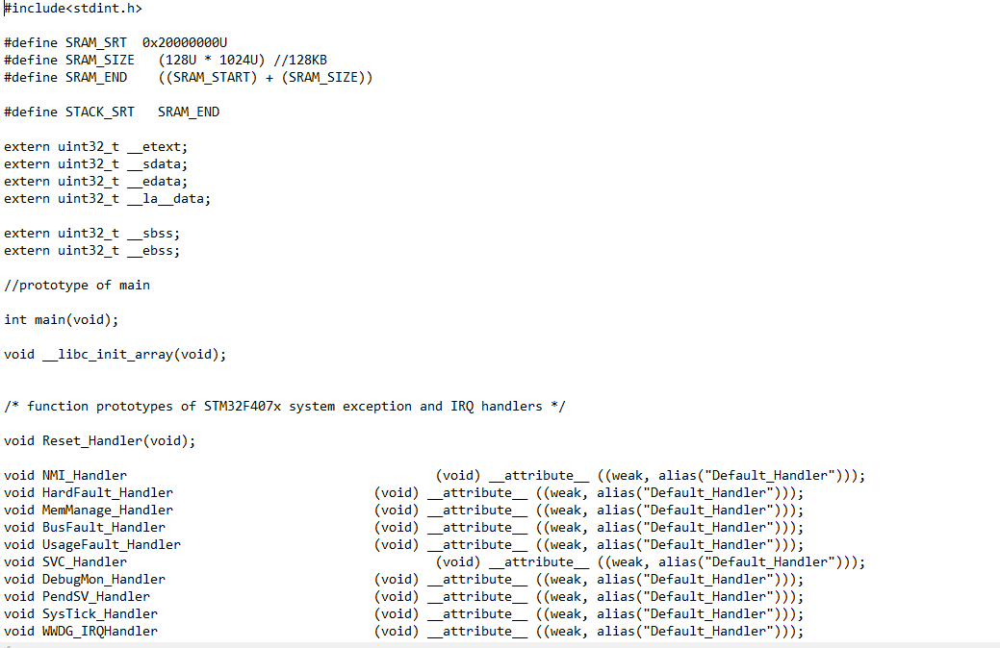 #include<stdint.h>
#define SRAM_SRT  0x20000000U
#define SRAM_SIZE   (128U * 1024U) //128KB
#define SRAM_END    ((SRAM_START) + (SRAM_SIZE))
#define STACK_SRT   SRAM_END
extern uint32_t __etext;
extern uint32_t __sdata;
extern uint32_t __edata;
extern uint32_t __la__data;
extern uint32_t __sbss;
extern uint32_t __ebss;
//prototype of main
int main(void);
void __libc_init_array(void);
/* function prototypes of STM32F407x system exception and IRQ handlers */
void Reset_Handler(void);
void NMI_Handler (void) __attribute__ ((weak, alias("Default_Handler")));
void HardFault_Handler (void) __attribute__ ((weak, alias("Default_Handler")));
void MemManage_Handler (void) __attribute__ ((weak, alias("Default_Handler")));
void BusFault_Handler (void) __attribute__ ((weak, alias("Default_Handler")));
void UsageFault_Handler (void) __attribute__ ((weak, alias("Default_Handler")));
void SVC_Handler (void) __attribute__ ((weak, alias("Default_Handler")));
void DebugMon_Handler (void) __attribute__ ((weak, alias("Default_Handler")));
void PendSV_Handler (void) __attribute__ ((weak, alias("Default_Handler")));
void SysTick_Handler (void) __attribute__ ((weak, alias("Default_Handler")));
void WWDG_IRQHandler (void) __attribute__ ((weak, alias("Default_Handler")));